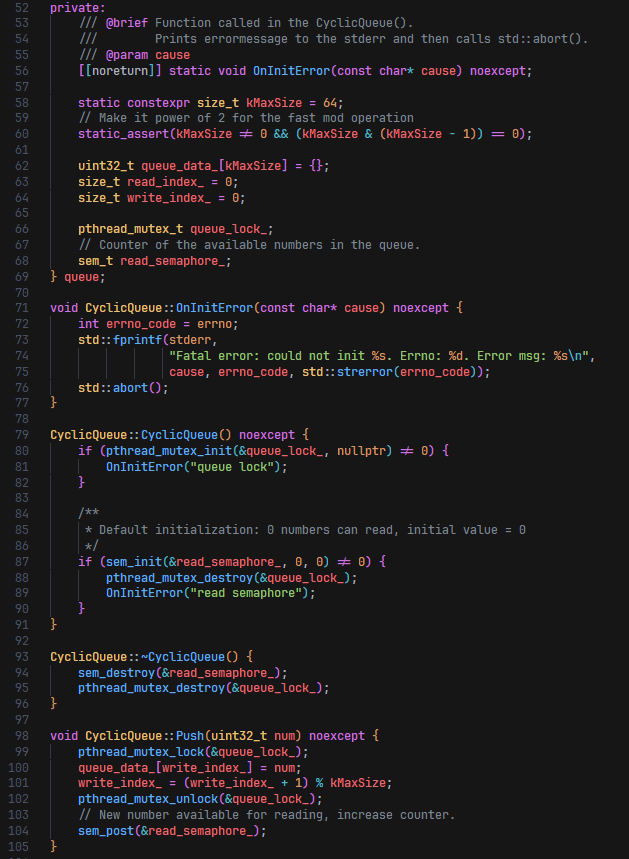 52 private:
53     /// @brief Function called in the CyclicQueue().
54     ///        Prints errormessage to the stderr and then calls std::abort().
55     /// @param cause
56     [[noreturn]] static void OnInitError(const char* cause) noexcept;
57
58     static constexpr size_t kMaxSize = 64;
59     // Make it power of 2 for the fast mod operation
60     static_assert(kMaxSize != 0 && (kMaxSize & (kMaxSize - 1)) == 0);
61
62     uint32_t queue_data_[kMaxSize] = {};
63     size_t read_index_ = 0;
64     size_t write_index_ = 0;
65
66     pthread_mutex_t queue_lock_;
67     // Counter of the available numbers in the queue.
68     sem_t read_semaphore_;
69 } queue;
70
71 void CyclicQueue::OnInitError(const char* cause) noexcept {
72     int errno_code = errno;
73     std::fprintf(stderr,
74                  "Fatal error: could not init %s. Errno: %d. Error msg: %s\n",
75                  cause, errno_code, std::strerror(errno_code));
76     std::abort();
77 }
78
79 CyclicQueue::CyclicQueue() noexcept {
80     if (pthread_mutex_init(&queue_lock_, nullptr) != 0) {
81         OnInitError("queue lock");
82     }
83
84     /**
85      * Default initialization: 0 numbers can read, initial value = 0
86      */
87     if (sem_init(&read_semaphore_, 0, 0) != 0) {
88         pthread_mutex_destroy(&queue_lock_);
89         OnInitError("read semaphore");
90     }
91 }
92
93 CyclicQueue::~CyclicQueue() {
94     sem_destroy(&read_semaphore_);
95     pthread_mutex_destroy(&queue_lock_);
96 }
97
98 void CyclicQueue::Push(uint32_t num) noexcept {
99     pthread_mutex_lock(&queue_lock_);
100     queue_data_[write_index_] = num;
101     write_index_ = (write_index_ + 1) % kMaxSize;
102     pthread_mutex_unlock(&queue_lock_);
103     // New number available for reading, increase counter.
104     sem_post(&read_semaphore_);
105 }